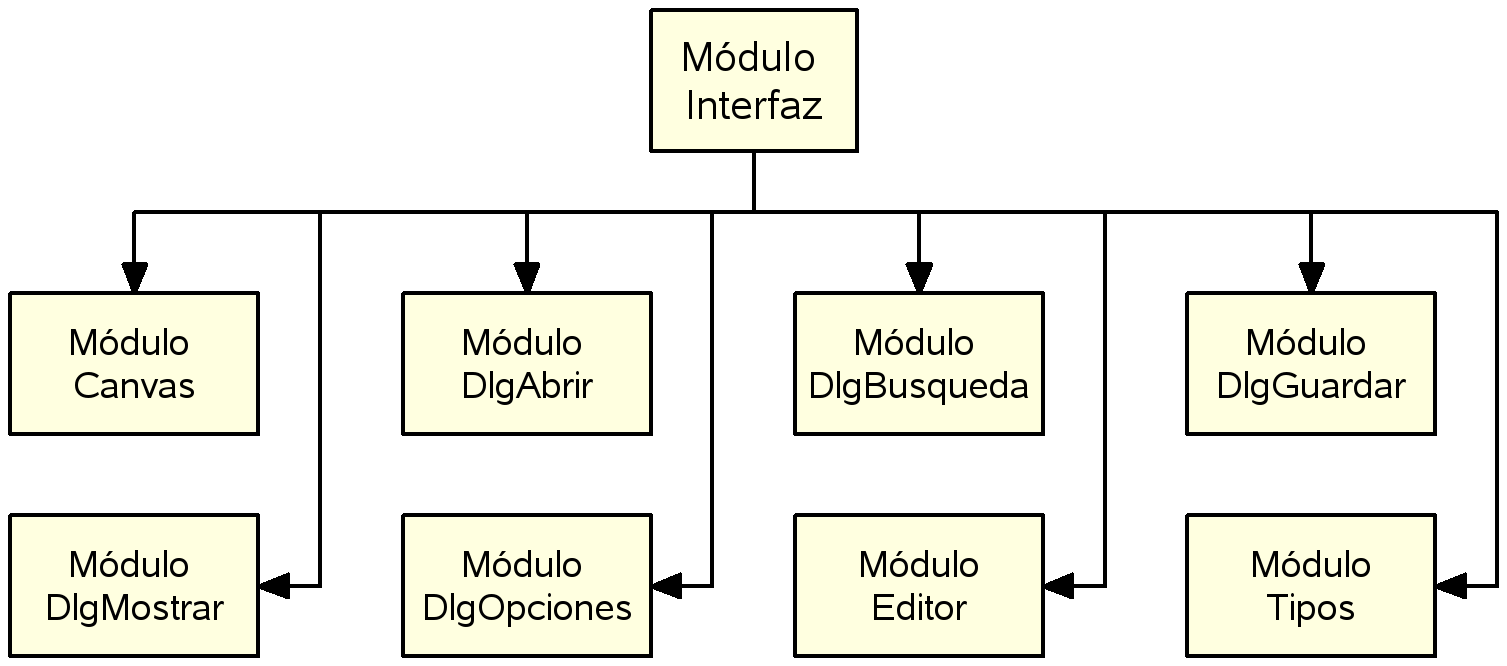 Módulo
Interfaz
Módulo
Canvas
Módulo
DlgAbrir
Módulo
DlgBusqueda
Módulo
DlgGuardar
Módulo
DlgMostrar
Módulo
DlgOpciones
Módulo
Editor
Módulo
Tipos